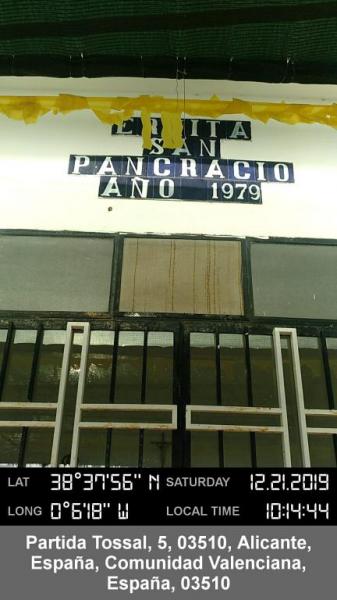 ERMITA
SAN
PANCRACIO
AÑO 1979
LAT 38°37'56" N SATURDAY 12.21.2019
LONG 0°6'18" W LOCAL TIME 10:14:44
Partida Tossal, 5, 03510, Alicante,
España, Comunidad Valenciana,
España, 03510